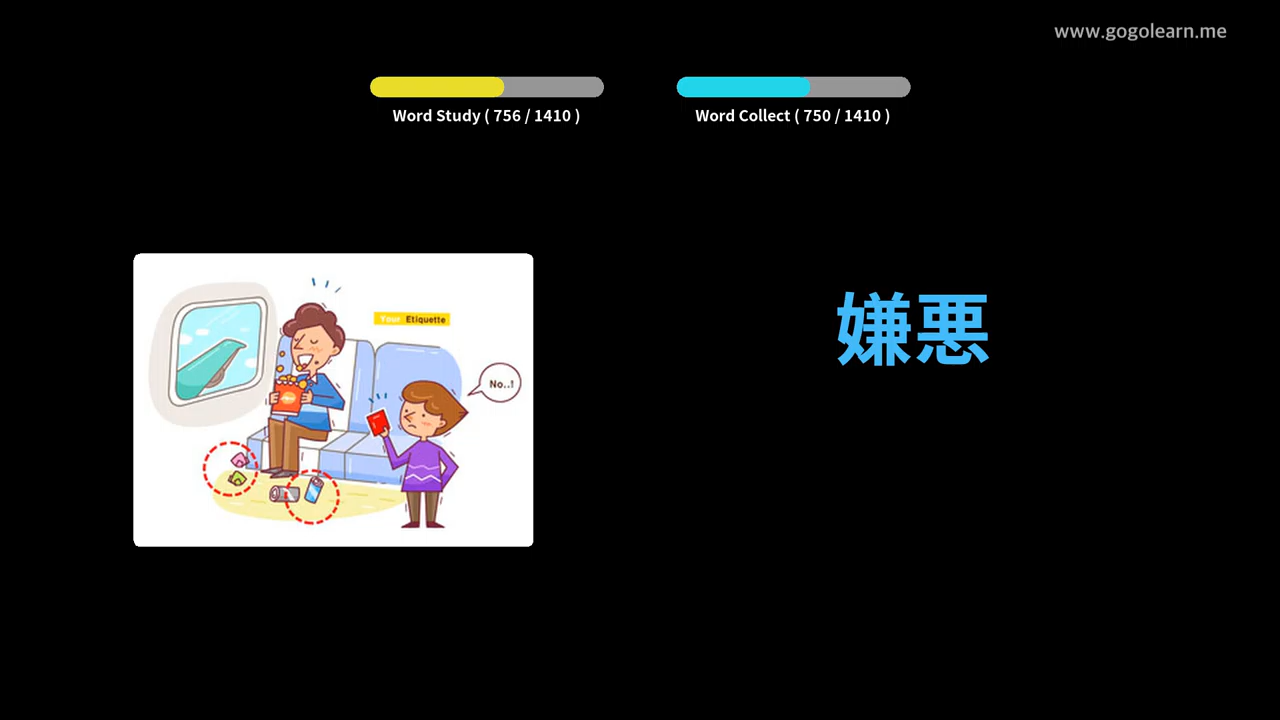 www.gogolearn.me
Word Study ( 756 / 1410 )
Word Collect ( 750 / 1410 )
Your Etiquette
No..!
嫌悪